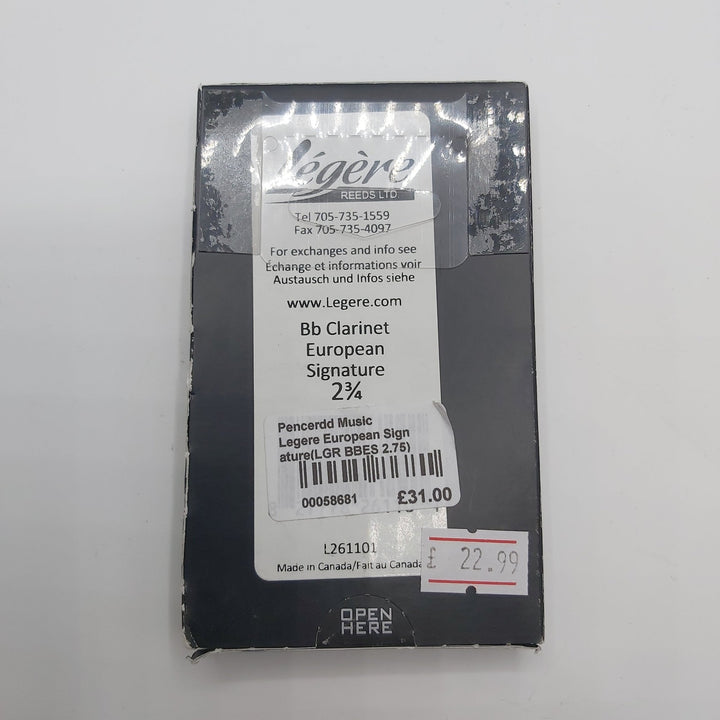 Légère
REEDS LTD
Tel 705-735-1559
Fax 705-735-4097
For exchanges and info see
Échange et informations voir
Austausch und Infos siehe
www.Legere.com
Bb Clarinet
European
Signature
2¾
Pencerdd Music
Legere European Sign
ature(LGR BBES 2.75)
00058681 £31.00
L261101
Made in Canada/Fait au Canada
£ 22.99
OPEN
HERE